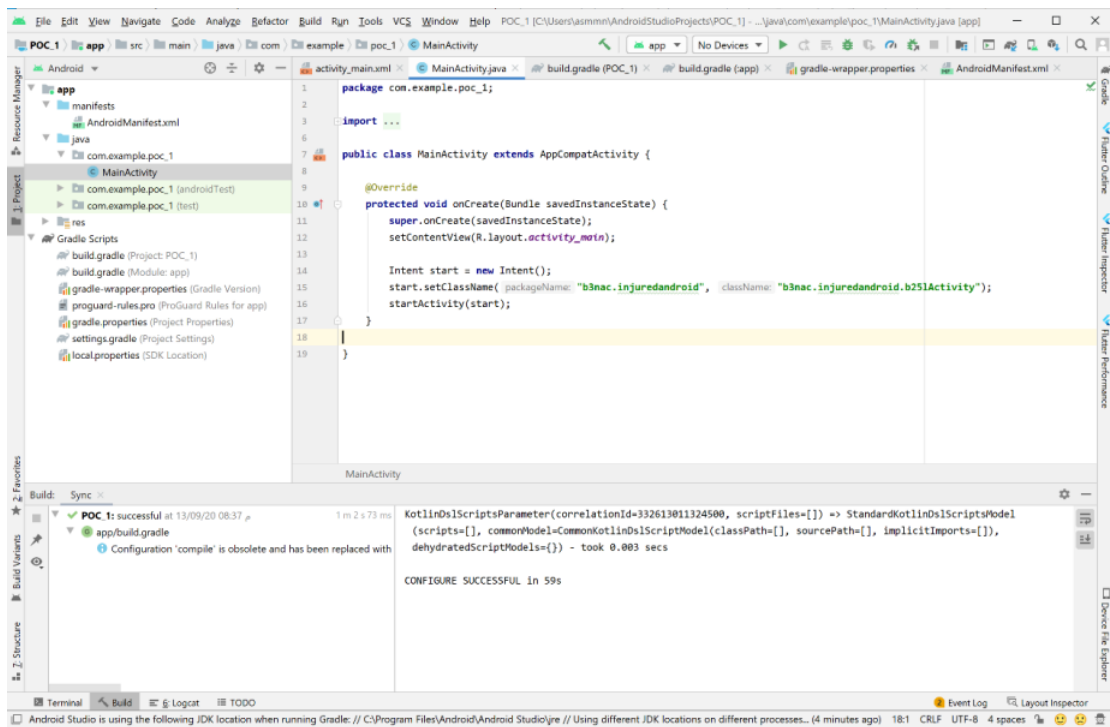 File Edit View Navigate Code Analyze Refactor Build Run Tools VCS Window Help POC_1 [C:\Users\asmmn\AndroidStudioProjects\POC_1] - ...\java\com\example\poc_1\MainActivity.java [app]
POC_1 app src main java com example poc_1 MainActivity app No Devices
Android activity_main.xml MainActivity.java build.gradle (POC_1) build.gradle (:app) gradle-wrapper.properties AndroidManifest.xml
app
manifests
AndroidManifest.xml
java
com.example.poc_1
MainActivity
com.example.poc_1 (androidTest)
com.example.poc_1 (test)
res
Gradle Scripts
build.gradle (Project: POC_1)
build.gradle (Module: app)
gradle-wrapper.properties (Gradle Version)
proguard-rules.pro (ProGuard Rules for app)
gradle.properties (Project Properties)
settings.gradle (Project Settings)
local.properties (SDK Location)
1 package com.example.poc_1;
2
3 import ...
6
7 public class MainActivity extends AppCompatActivity {
8
9 @Override
10 protected void onCreate(Bundle savedInstanceState) {
11 super.onCreate(savedInstanceState);
12 setContentView(R.layout.activity_main);
13
14 Intent start = new Intent();
15 start.setClassName( packageName: "b3nac.injuredandroid", className: "b3nac.injuredandroid.b25lActivity");
16 startActivity(start);
17 }
18
19 }
MainActivity
Resource Manager
1: Project
2: Favorites
Build Variants
7: Structure
Gradle
Flutter Outline
Flutter Inspector
Flutter Performance
Device File Explorer
Build: Sync
POC_1: successful at 13/09/20 08:37 1 m 2 s 73 ms
app/build.gradle
Configuration 'compile' is obsolete and has been replaced with
KotlinDslScriptsParameter(correlationId=332613011324500, scriptFiles=[]) => StandardKotlinDslScriptsModel
(scripts=[], commonModel=CommonKotlinDslScriptModel(classPath=[], sourcePath=[], implicitImports=[]),
dehydratedScriptModels={}) - took 0.003 secs
CONFIGURE SUCCESSFUL in 59s
Terminal Build 6: Logcat TODO 2 Event Log Layout Inspector
Android Studio is using the following JDK location when running Gradle: // C:\Program Files\Android\Android Studio\jre // Using different JDK locations on different processes... (4 minutes ago) 18:1 CRLF UTF-8 4 spaces